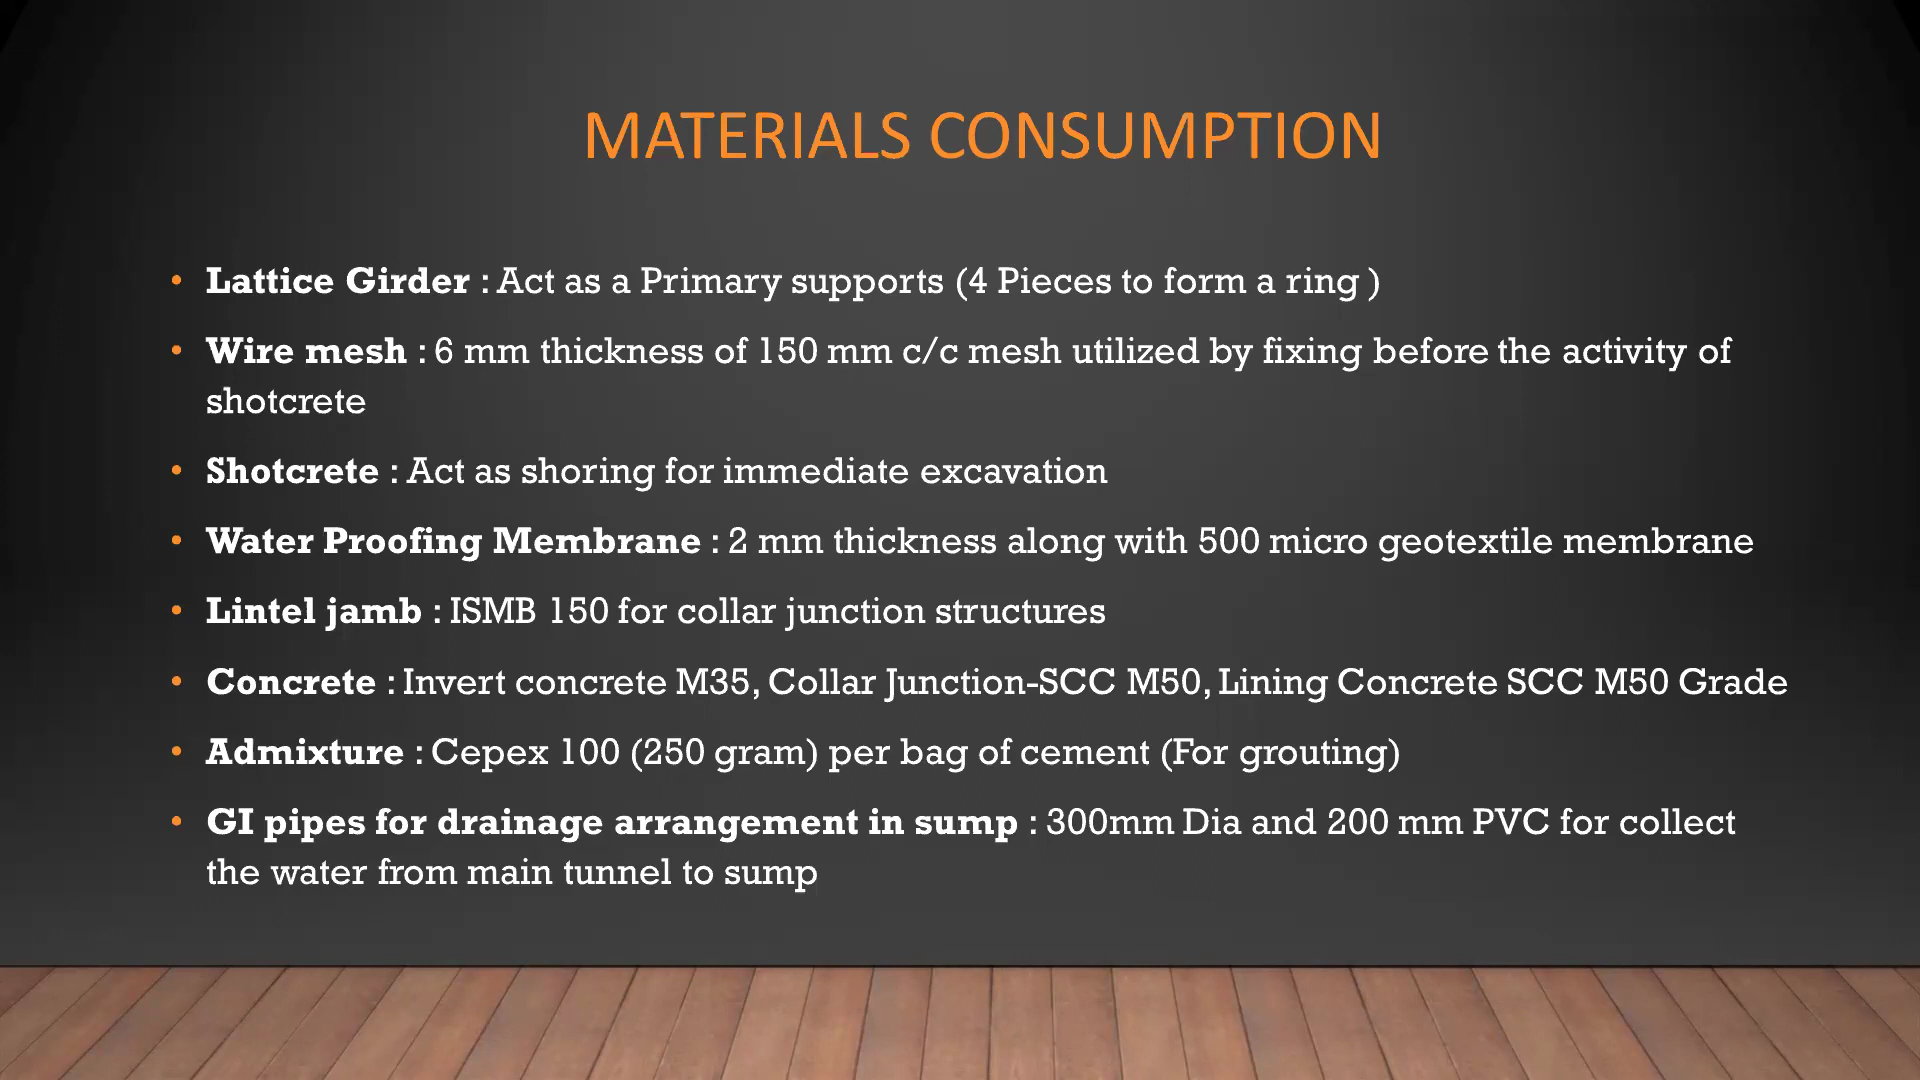 MATERIALS CONSUMPTION
• Lattice Girder : Act as a Primary supports (4 Pieces to form a ring )
• Wire mesh : 6 mm thickness of 150 mm c/c mesh utilized by fixing before the activity of
shotcrete
• Shotcrete : Act as shoring for immediate excavation
• Water Proofing Membrane : 2 mm thickness along with 500 micro geotextile membrane
• Lintel jamb : ISMB 150 for collar junction structures
• Concrete : Invert concrete M35, Collar Junction-SCC M50, Lining Concrete SCC M50 Grade
• Admixture : Cepex 100 (250 gram) per bag of cement (For grouting)
• GI pipes for drainage arrangement in sump : 300mm Dia and 200 mm PVC for collect
the water from main tunnel to sump